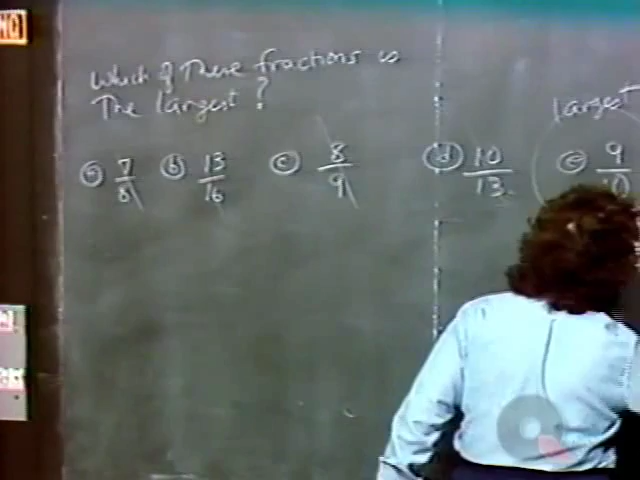 Which of These fractions is
The largest ?
largest
(a) 7/8 (b) 13/16 (c) 8/9 (d) 10/13 (e) 9/10